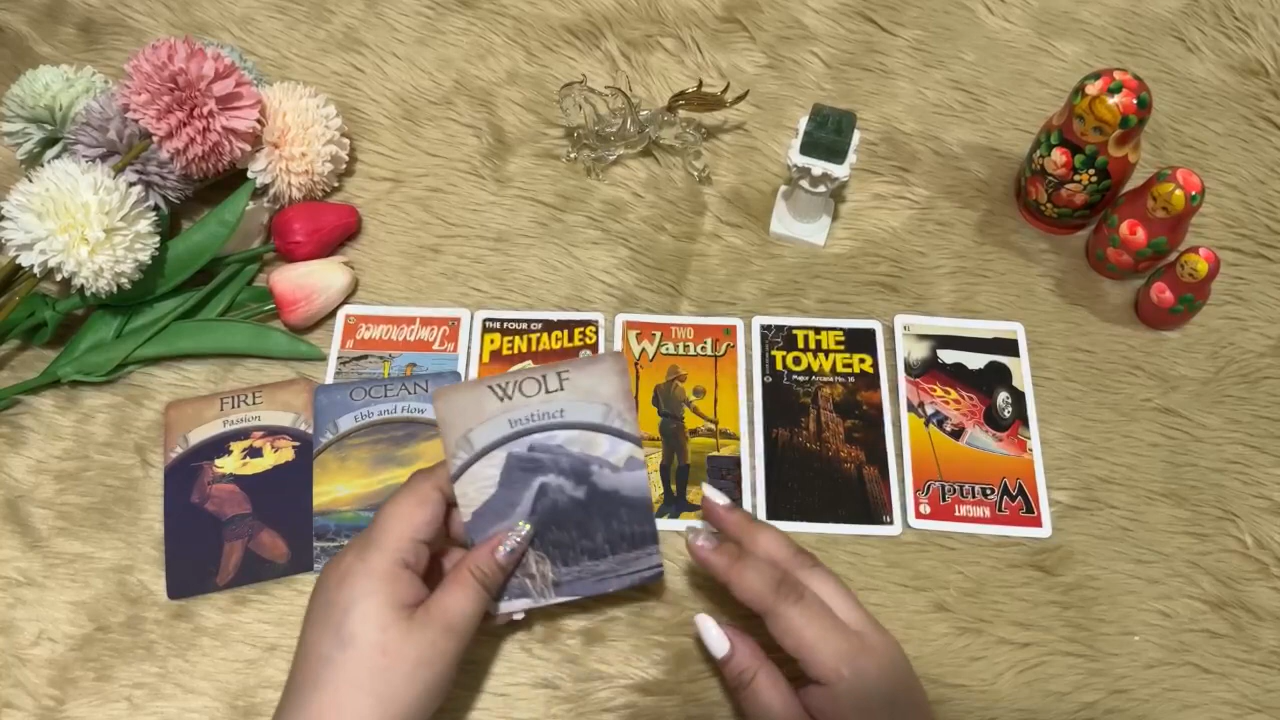 "Temperance"
THE FOUR OF
PENTACLES
TWO
Wands
THE
TOWER
Major Arcana No. 16
KNIGHT
Wands
FIRE
Passion
OCEAN
Ebb and Flow
WOLF
Instinct